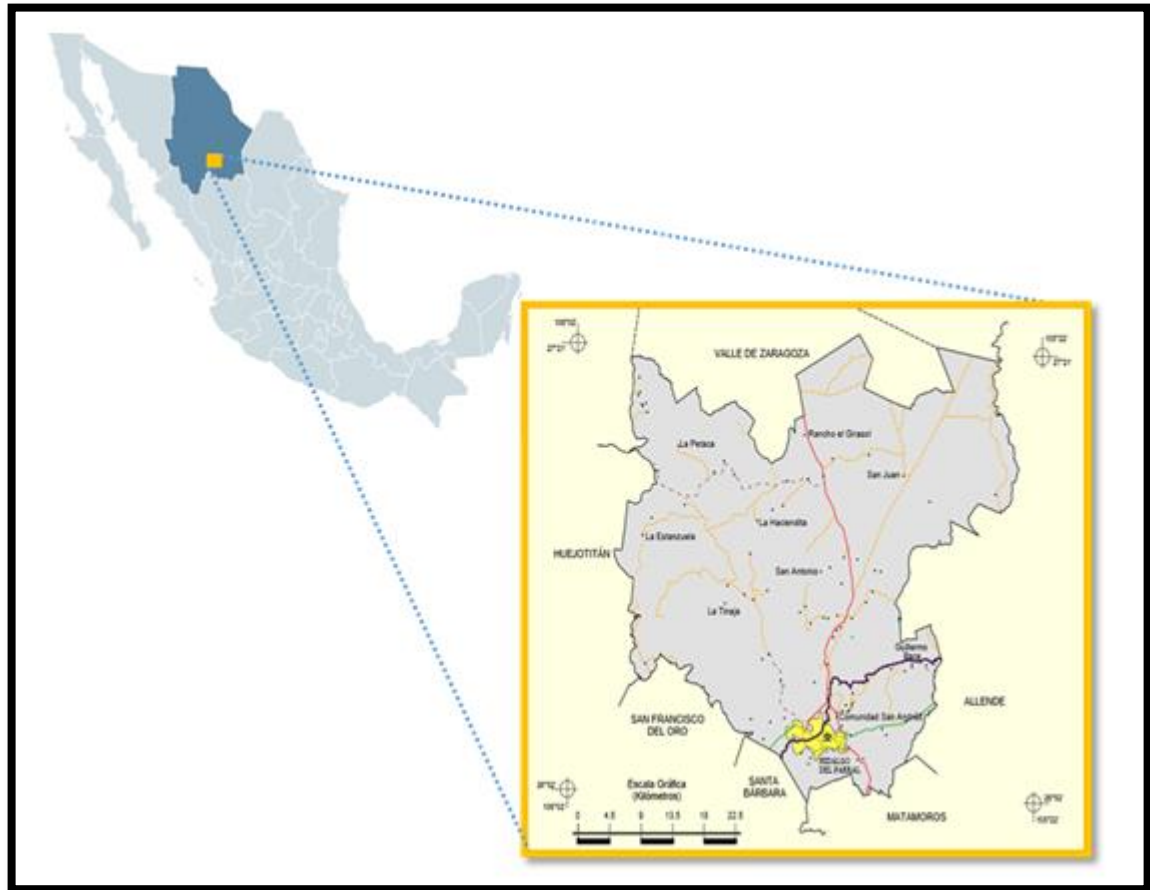 VALLE DE ZARAGOZA
Rancho el Girasol
La Petaca
San Juan
La Haciendita
La Estanzuela
HUEJOTITÁN
San Antonio
La Tinaja
Guillermo
ALLENDE
Comunidad San Andrés
SAN FRANCISCO
DEL ORO
HIDALGO
DEL PARRAL
SANTA
BÁRBARA
Escala Gráfica
(Kilómetros)
MATAMOROS
0 4.5 9 13.5 18 22.5